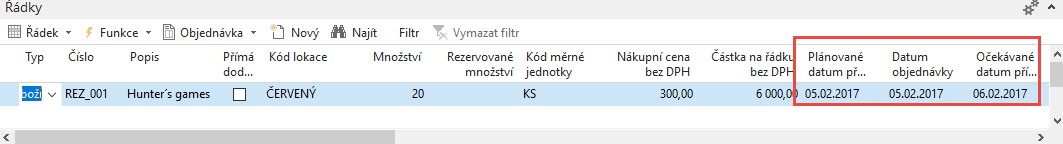 Řádky
Řádek Funkce Objednávka Nový Najít Filtr Vymazat filtr
Typ Číslo Popis Přímá dod... Kód lokace Množství Rezervované množství Kód měrné jednotky Nákupní cena bez DPH Částka na řádku bez DPH Plánované datum př... Datum objednávky Očekávané datum pří...
boží REZ_001 Hunter´s games ČERVENÝ 20 KS 300,00 6 000,00 05.02.2017 05.02.2017 06.02.2017